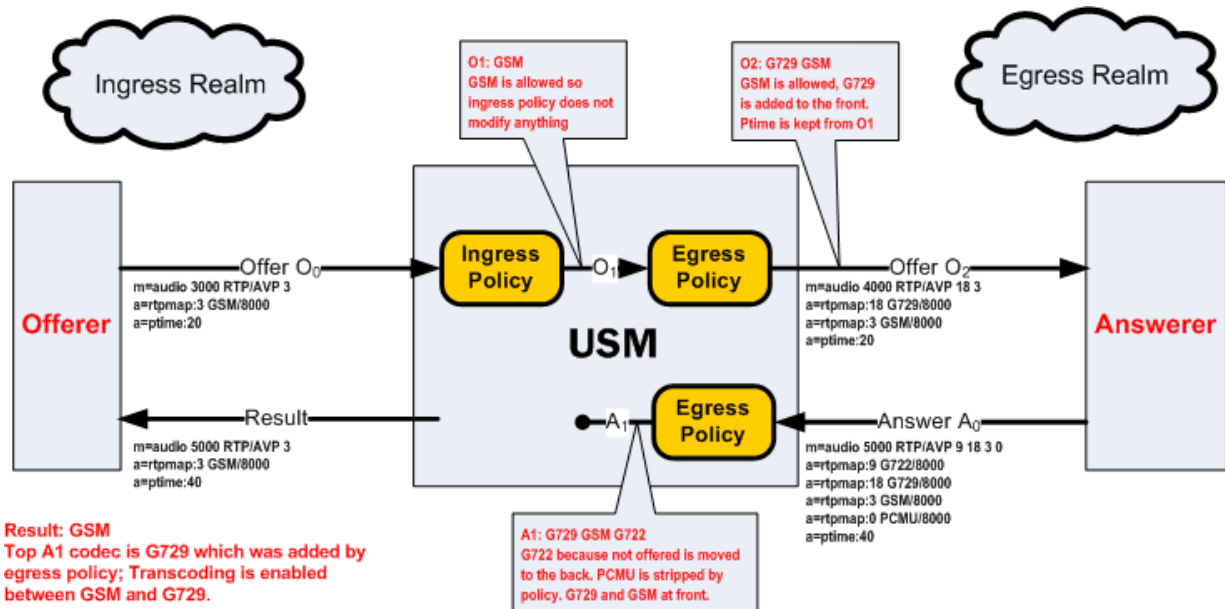 Ingress Realm
Egress Realm
O1: GSM
GSM is allowed so
ingress policy does not
modify anything
O2: G729 GSM
GSM is allowed, G729
is added to the front.
Ptime is kept from O1
Offerer
Offer O0
m=audio 3000 RTP/AVP 3
a=rtpmap:3 GSM/8000
a=ptime:20
Ingress
Policy
O1
Egress
Policy
Offer O2
m=audio 4000 RTP/AVP 18 3
a=rtpmap:18 G729/8000
a=rtpmap:3 GSM/8000
a=ptime:20
Answerer
USM
Result
m=audio 5000 RTP/AVP 3
a=rtpmap:3 GSM/8000
a=ptime:40
A1
Egress
Policy
Answer A0
m=audio 5000 RTP/AVP 9 18 3 0
a=rtpmap:9 G722/8000
a=rtpmap:18 G729/8000
a=rtpmap:3 GSM/8000
a=rtpmap:0 PCMU/8000
a=ptime:40
Result: GSM
Top A1 codec is G729 which was added by
egress policy; Transcoding is enabled
between GSM and G729.
A1: G729 GSM G722
G722 because not offered is moved
to the back. PCMU is stripped by
policy. G729 and GSM at front.